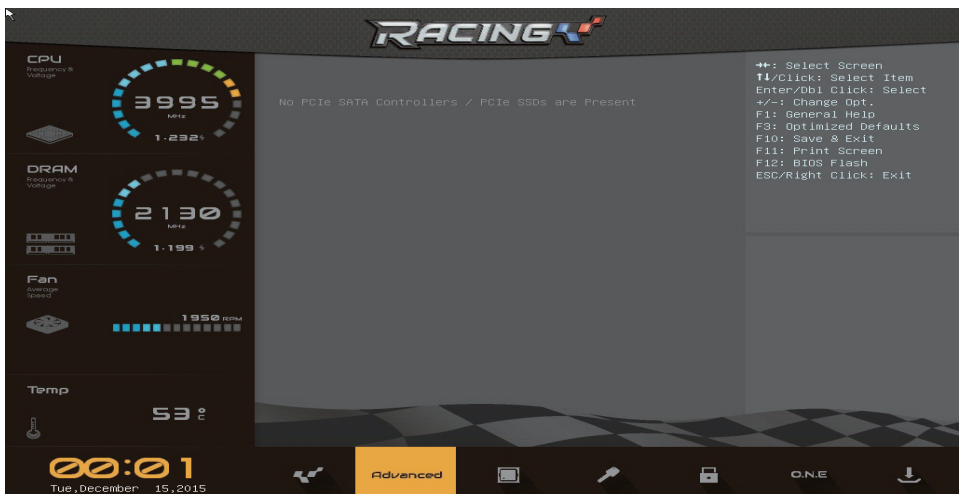 RACING
CPU
Frequency &
Voltage
3995
MHz
1.232
DRAM
Frequency &
Voltage
2130
MHz
1.199
Fan
Average
Speed
1950 RPM
Temp
53 °C
00:01
Tue,December 15,2015
No PCIe SATA Controllers / PCIe SSDs are Present
→←: Select Screen
↑↓/Click: Select Item
Enter/Dbl Click: Select
+/-: Change Opt.
F1: General Help
F3: Optimized Defaults
F10: Save & Exit
F11: Print Screen
F12: BIOS Flash
ESC/Right Click: Exit
Advanced
O.N.E